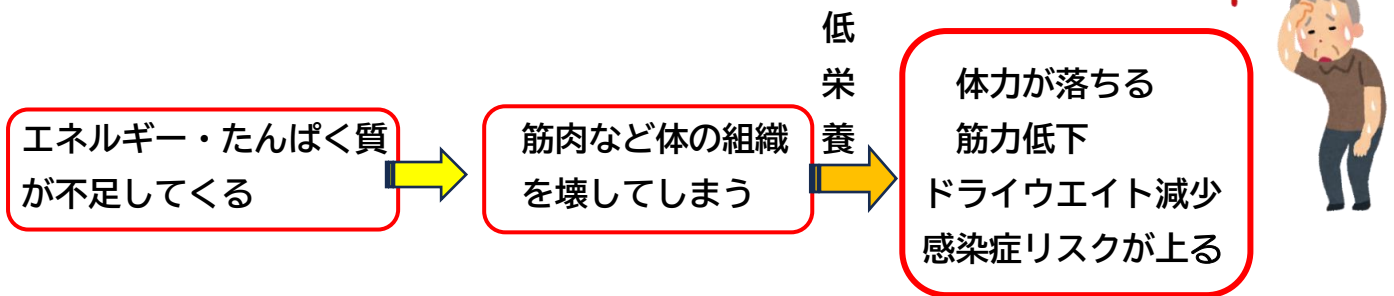 エネルギー・たんぱく質
が不足してくる
筋肉など体の組織
を壊してしまう
低栄養
体力が落ちる
筋力低下
ドライウエイト減少
感染症リスクが上る